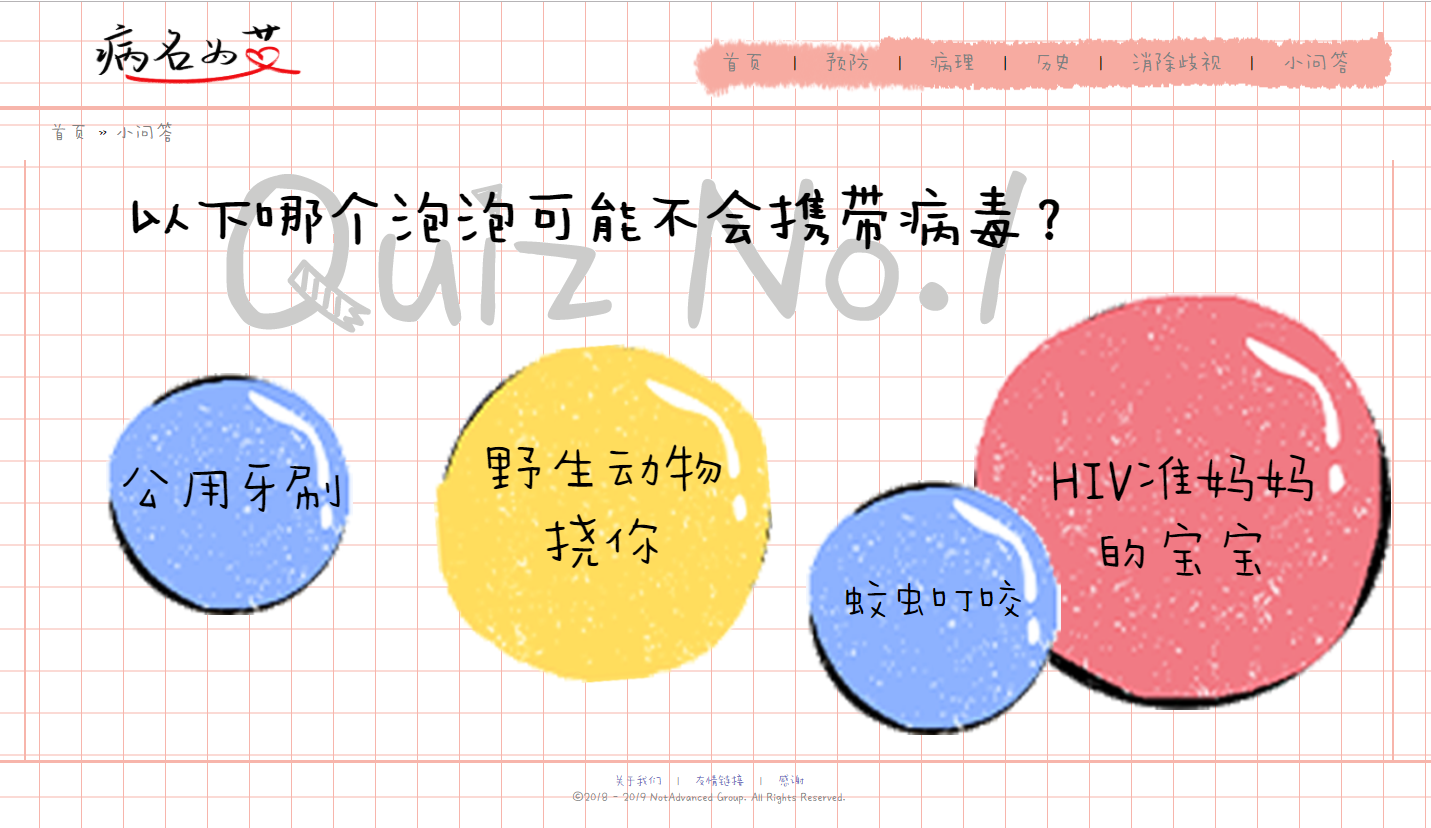 病名为艾
首页 | 预防 | 病理 | 历史 | 消除歧视 | 小问答
首页 » 小问答
Quiz No.1
以下哪个泡泡可能不会携带病毒？
公用牙刷
野生动物
挠你
蚊虫叮咬
HIV准妈妈
的宝宝
关于我们 | 友情链接 | 感谢
©2018 - 2019 NotAdvanced Group. All Rights Reserved.